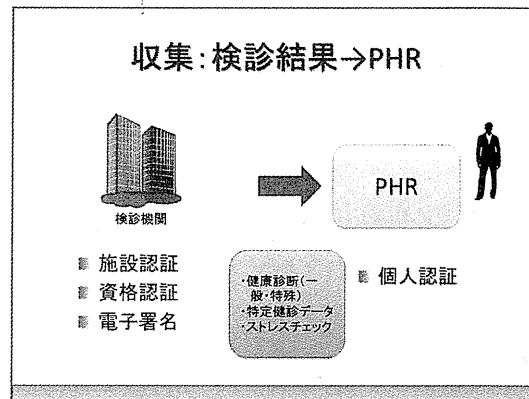 収集:検診結果→PHR
検診機関
PHR
施設認証
資格認証
電子署名
・健康診断(一
般・特殊)
・特定健診データ
・ストレスチェック
個人認証